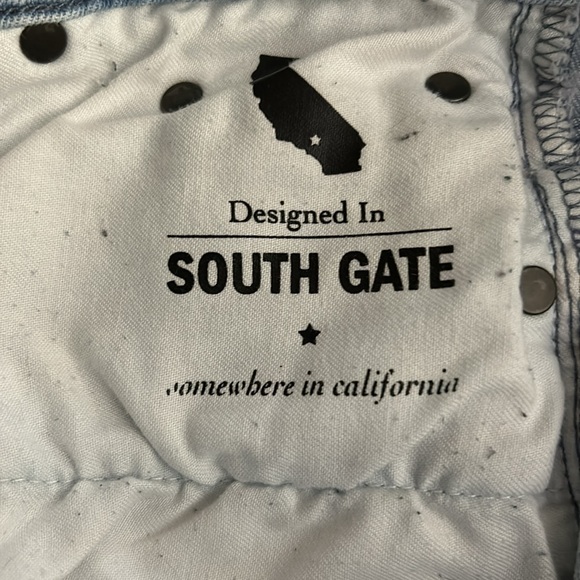 Designed In
SOUTH GATE
somewhere in california